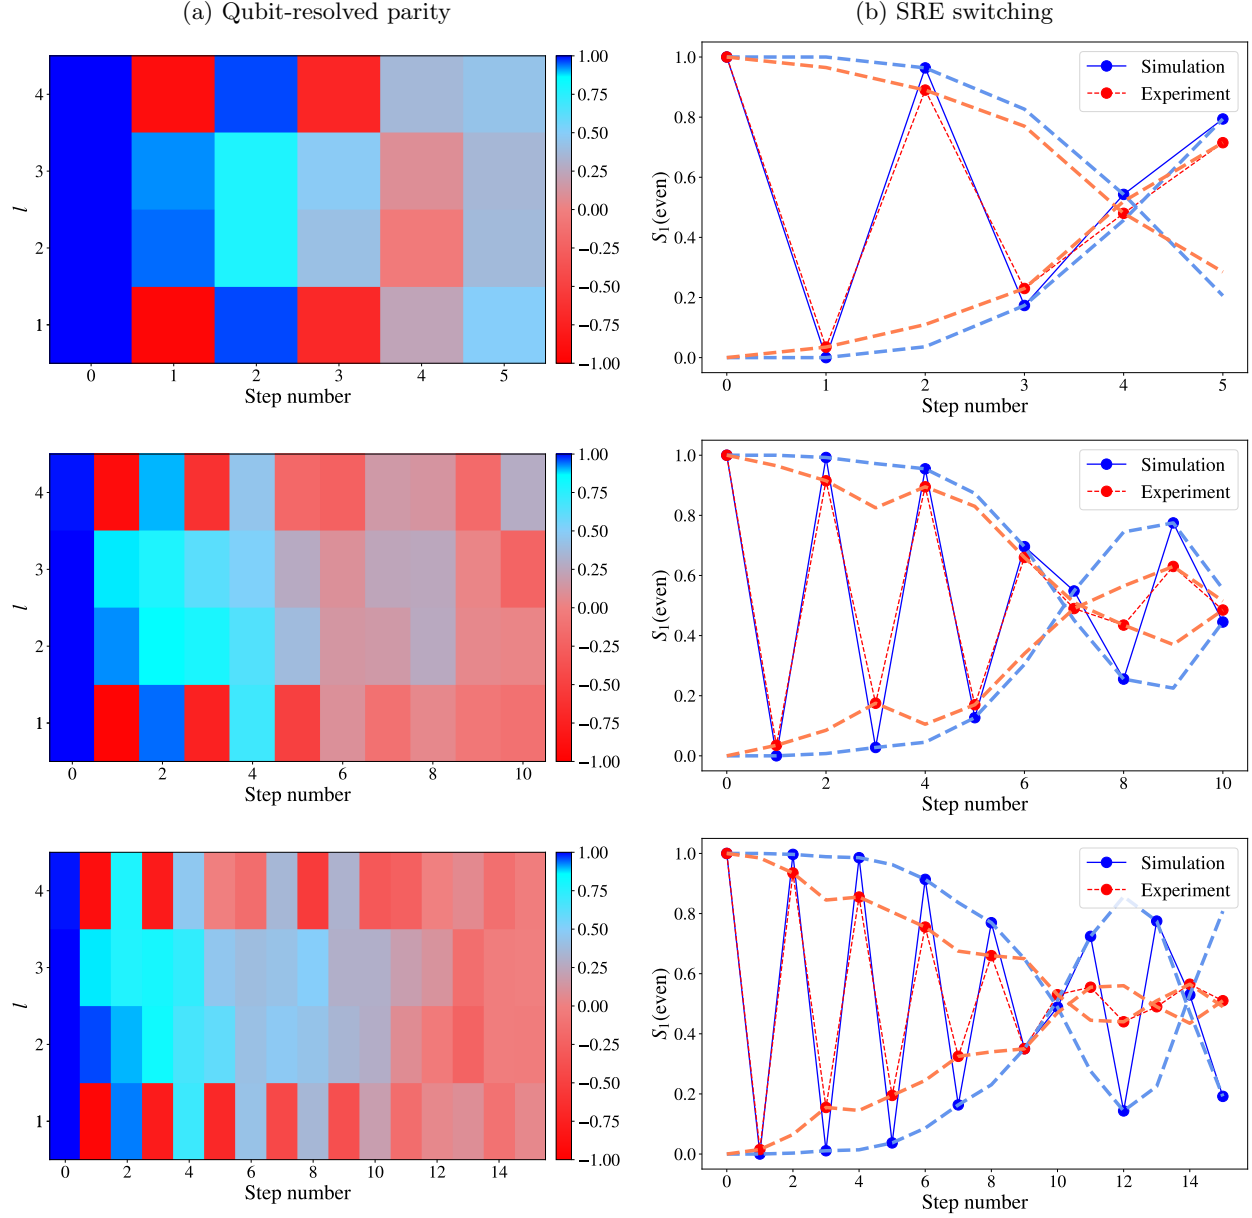 (a) Qubit-resolved parity
(b) SRE switching
l
4
3
2
1
0 1 2 3 4 5
Step number
1.00
0.75
0.50
0.25
0.00
−0.25
−0.50
−0.75
−1.00
S1(even)
1.0
0.8
0.6
0.4
0.2
0.0
0 1 2 3 4 5
Step number
Simulation
Experiment
l
4
3
2
1
0 2 4 6 8 10
Step number
1.00
0.75
0.50
0.25
0.00
−0.25
−0.50
−0.75
−1.00
S1(even)
1.0
0.8
0.6
0.4
0.2
0.0
0 2 4 6 8 10
Step number
Simulation
Experiment
l
4
3
2
1
0 2 4 6 8 10 12 14
Step number
1.00
0.75
0.50
0.25
0.00
−0.25
−0.50
−0.75
−1.00
S1(even)
1.0
0.8
0.6
0.4
0.2
0.0
0 2 4 6 8 10 12 14
Step number
Simulation
Experiment